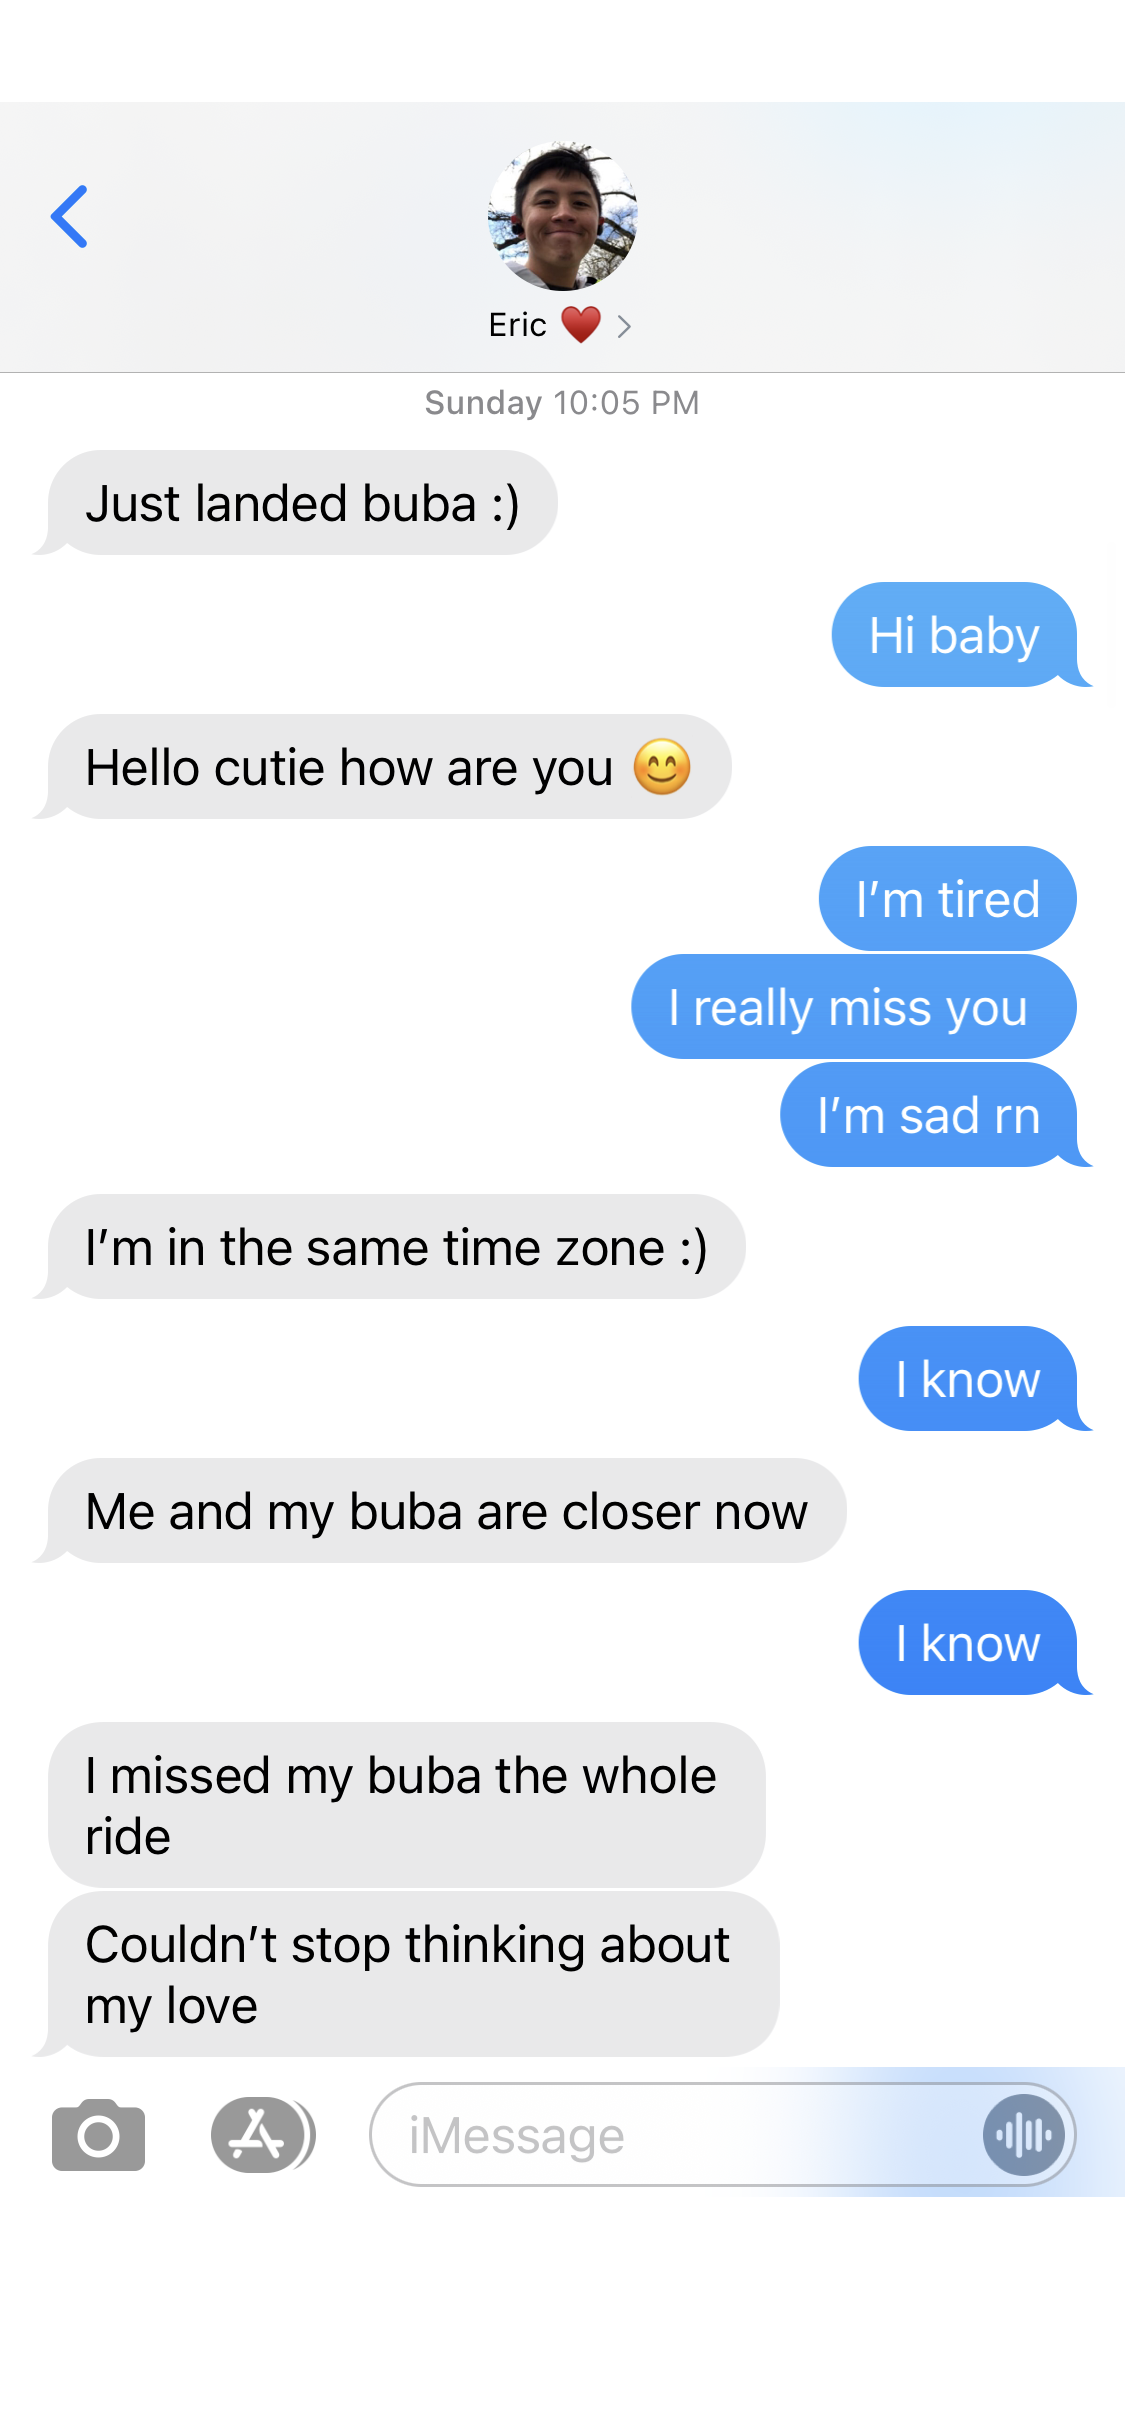 Eric ❤️
Sunday 10:05 PM
Just landed buba :)
Hi baby
Hello cutie how are you 😊
I’m tired
I really miss you
I’m sad rn
I’m in the same time zone :)
I know
Me and my buba are closer now
I know
I missed my buba the whole
ride
Couldn’t stop thinking about
my love
iMessage